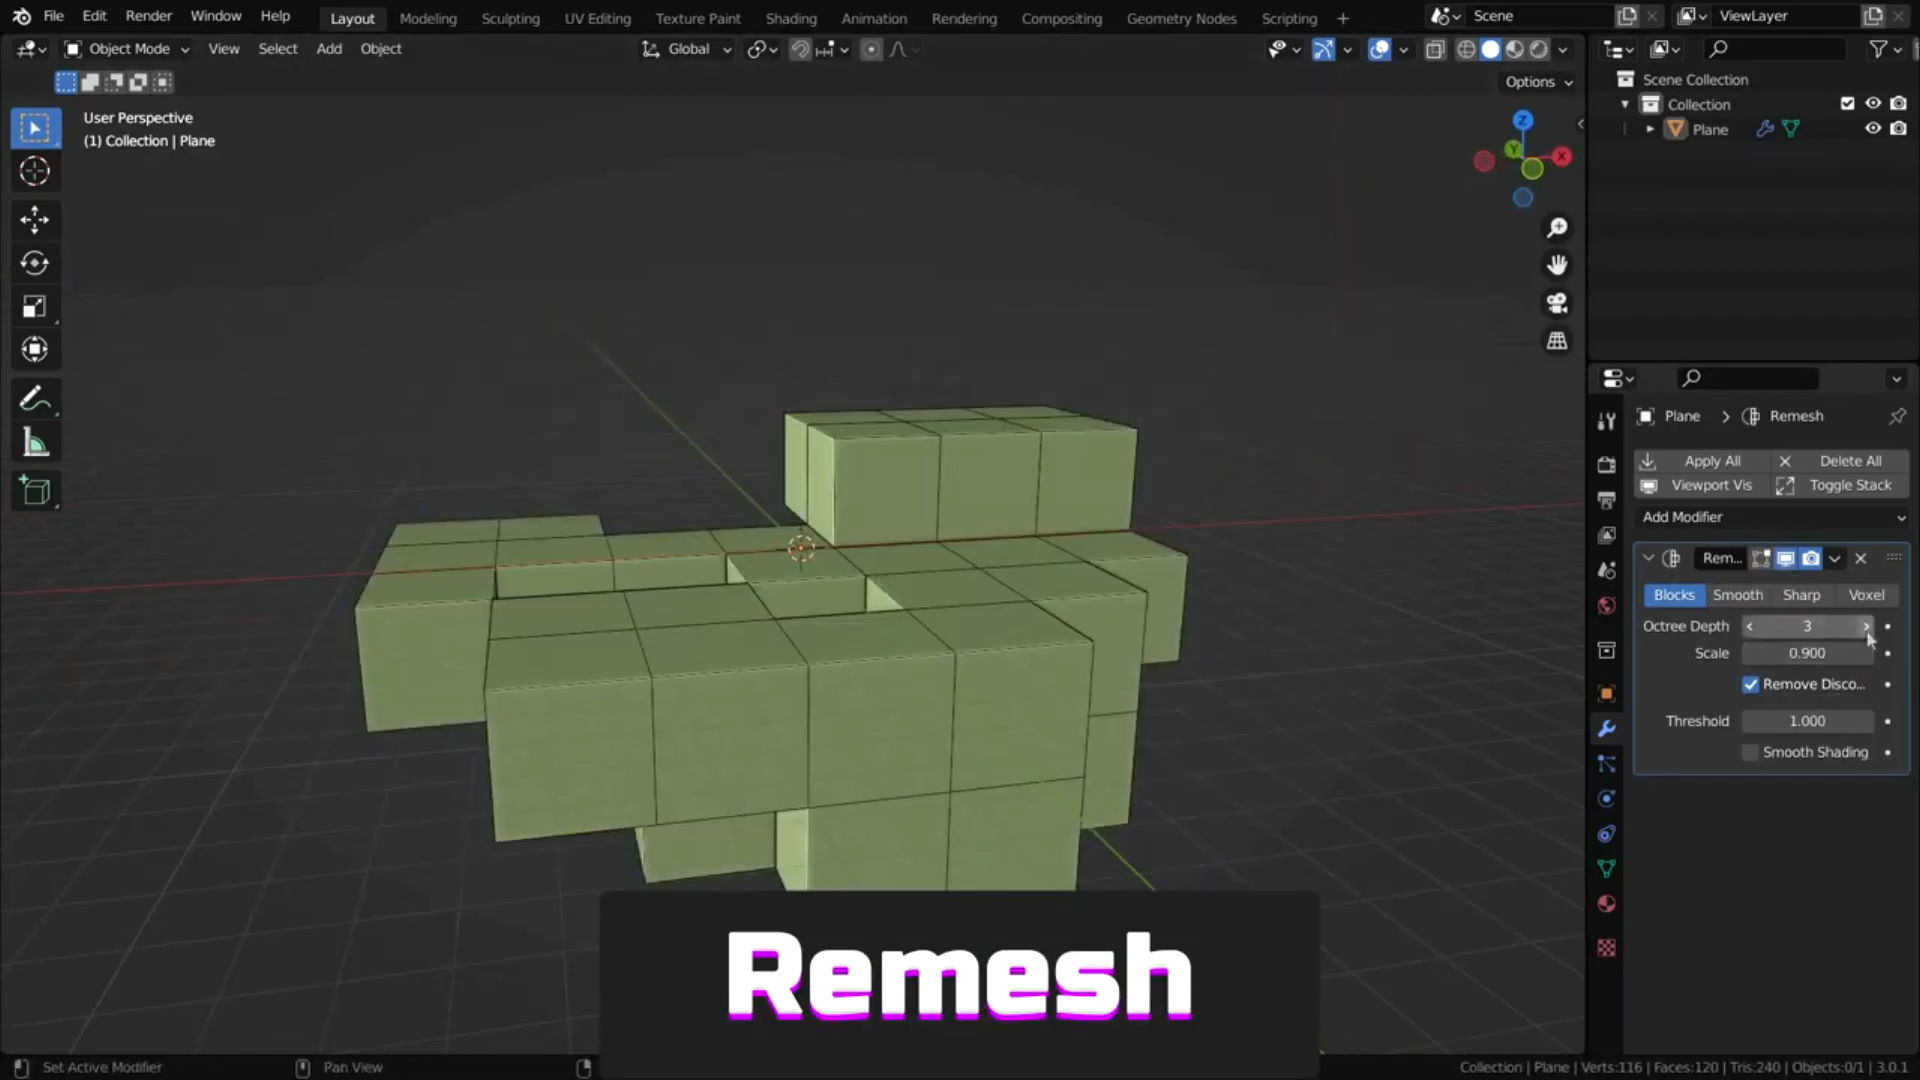 File Edit Render Window Help Layout Modeling Sculpting UV Editing Texture Paint Shading Animation Rendering Compositing Geometry Nodes Scripting + Scene ViewLayer
Object Mode View Select Add Object Global
Options
User Perspective
(1) Collection | Plane
Z
Y
X
Scene Collection
Collection
Plane
Plane > Remesh
Apply All Delete All
Viewport Vis Toggle Stack
Add Modifier
Rem...
Blocks Smooth Sharp Voxel
Octree Depth 3
Scale 0.900
Remove Disco...
Threshold 1.000
Smooth Shading
Remesh
Set Active Modifier Pan View Collection | Plane | Verts:116 | Faces:120 | Tris:240 | Objects:0/1 | 3.0.1